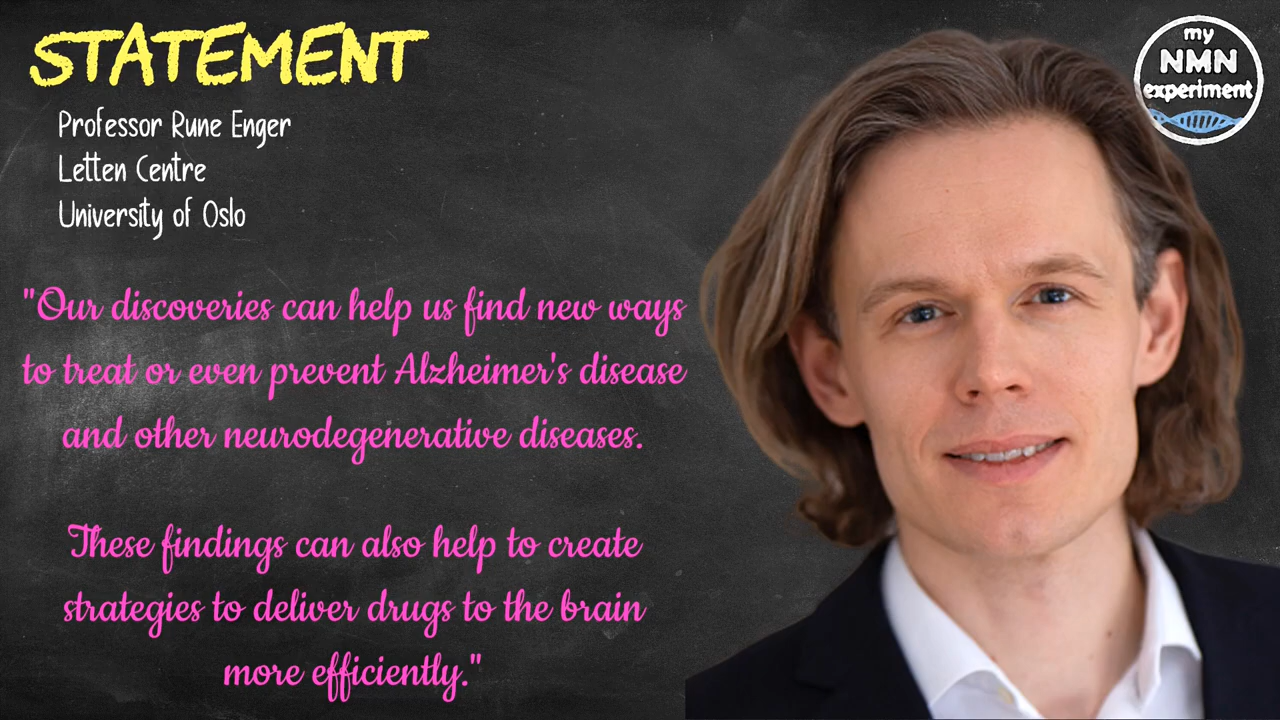 STATEMENT
Professor Rune Enger
Letten Centre
University of Oslo
"Our discoveries can help us find new ways
to treat or even prevent Alzheimer's disease
and other neurodegenerative diseases.
These findings can also help to create
strategies to deliver drugs to the brain
more efficiently."
my
NMN
experiment